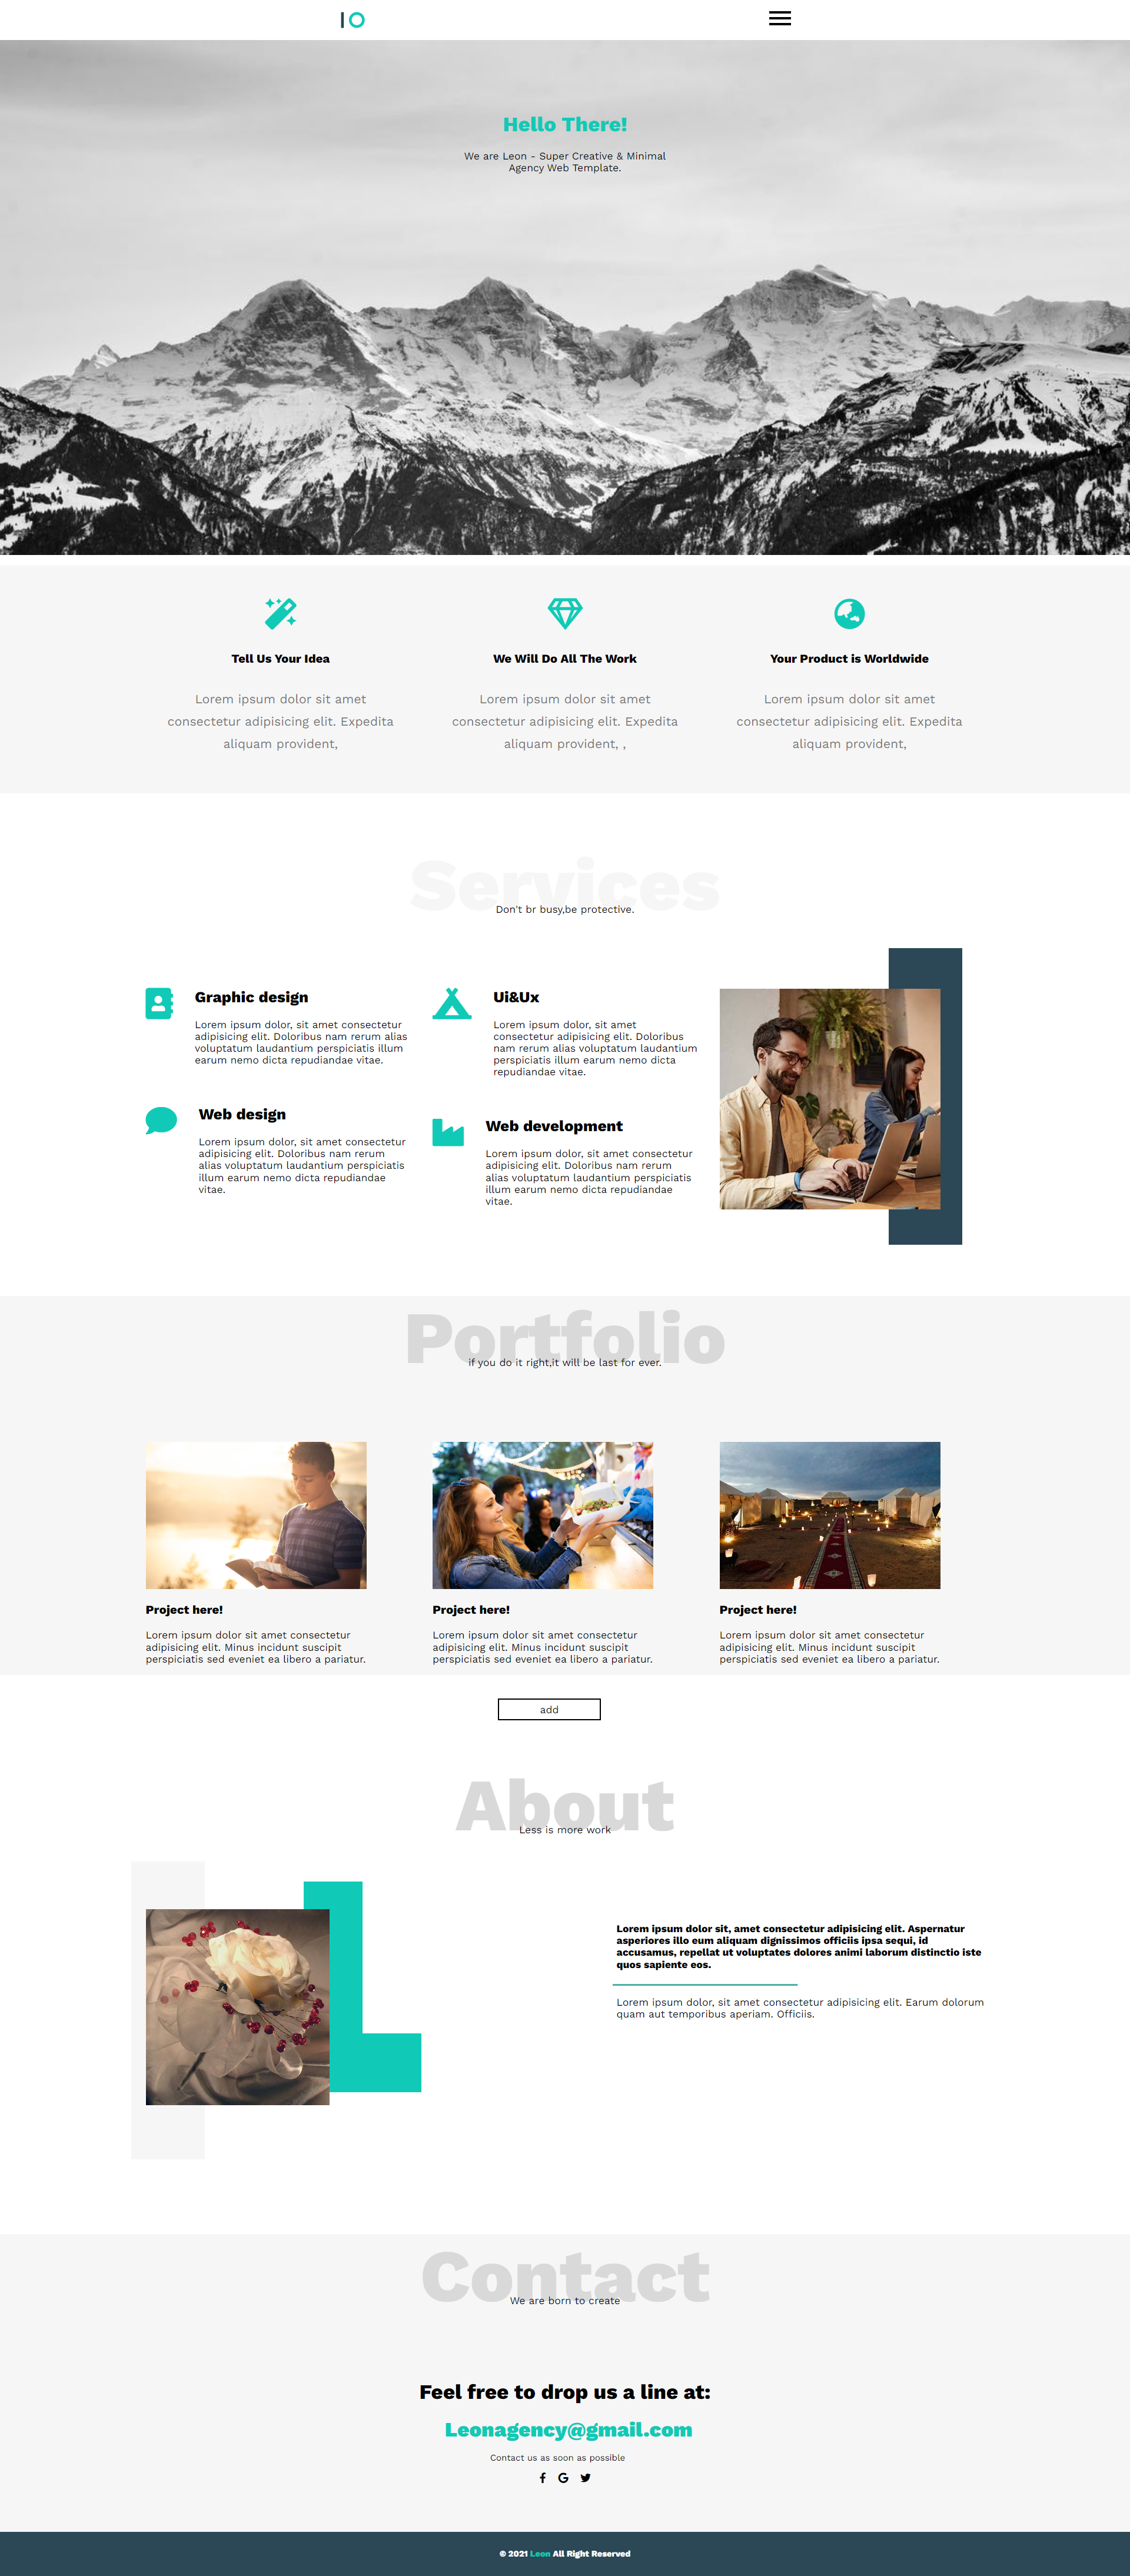 Hello There!
We are Leon - Super Creative & Minimal
Agency Web Template.
Tell Us Your Idea
Lorem ipsum dolor sit amet
consectetur adipisicing elit. Expedita
aliquam provident,
We Will Do All The Work
Lorem ipsum dolor sit amet
consectetur adipisicing elit. Expedita
aliquam provident, ,
Your Product is Worldwide
Lorem ipsum dolor sit amet
consectetur adipisicing elit. Expedita
aliquam provident,
Services
Don't br busy,be protective.
Graphic design
Lorem ipsum dolor, sit amet consectetur
adipisicing elit. Doloribus nam rerum alias
voluptatum laudantium perspiciatis illum
earum nemo dicta repudiandae vitae.
Ui&Ux
Lorem ipsum dolor, sit amet
consectetur adipisicing elit. Doloribus
nam rerum alias voluptatum laudantium
perspiciatis illum earum nemo dicta
repudiandae vitae.
Web design
Lorem ipsum dolor, sit amet consectetur
adipisicing elit. Doloribus nam rerum
alias voluptatum laudantium perspiciatis
illum earum nemo dicta repudiandae
vitae.
Web development
Lorem ipsum dolor, sit amet consectetur
adipisicing elit. Doloribus nam rerum
alias voluptatum laudantium perspiciatis
illum earum nemo dicta repudiandae
vitae.
Portfolio
if you do it right,it will be last for ever.
Project here!
Lorem ipsum dolor sit amet consectetur
adipisicing elit. Minus incidunt suscipit
perspiciatis sed eveniet ea libero a pariatur.
Project here!
Lorem ipsum dolor sit amet consectetur
adipisicing elit. Minus incidunt suscipit
perspiciatis sed eveniet ea libero a pariatur.
Project here!
Lorem ipsum dolor sit amet consectetur
adipisicing elit. Minus incidunt suscipit
perspiciatis sed eveniet ea libero a pariatur.
add
About
Less is more work
Lorem ipsum dolor sit, amet consectetur adipisicing elit. Aspernatur
asperiores illo eum aliquam dignissimos officiis ipsa sequi, id
accusamus, repellat ut voluptates dolores animi laborum distinctio iste
quos sapiente eos.
Lorem ipsum dolor, sit amet consectetur adipisicing elit. Earum dolorum
quam aut temporibus aperiam. Officiis.
Contact
We are born to create
Feel free to drop us a line at:
Leonagency@gmail.com
Contact us as soon as possible
© 2021 Leon All Right Reserved